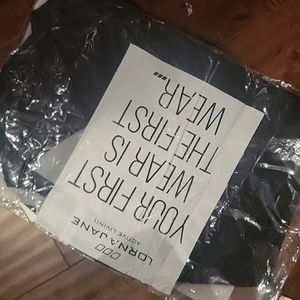 LORNA JANE
ACTIVE LIVING
YOUR FIRST
WEAR IS
THE FIRST
WEAR...